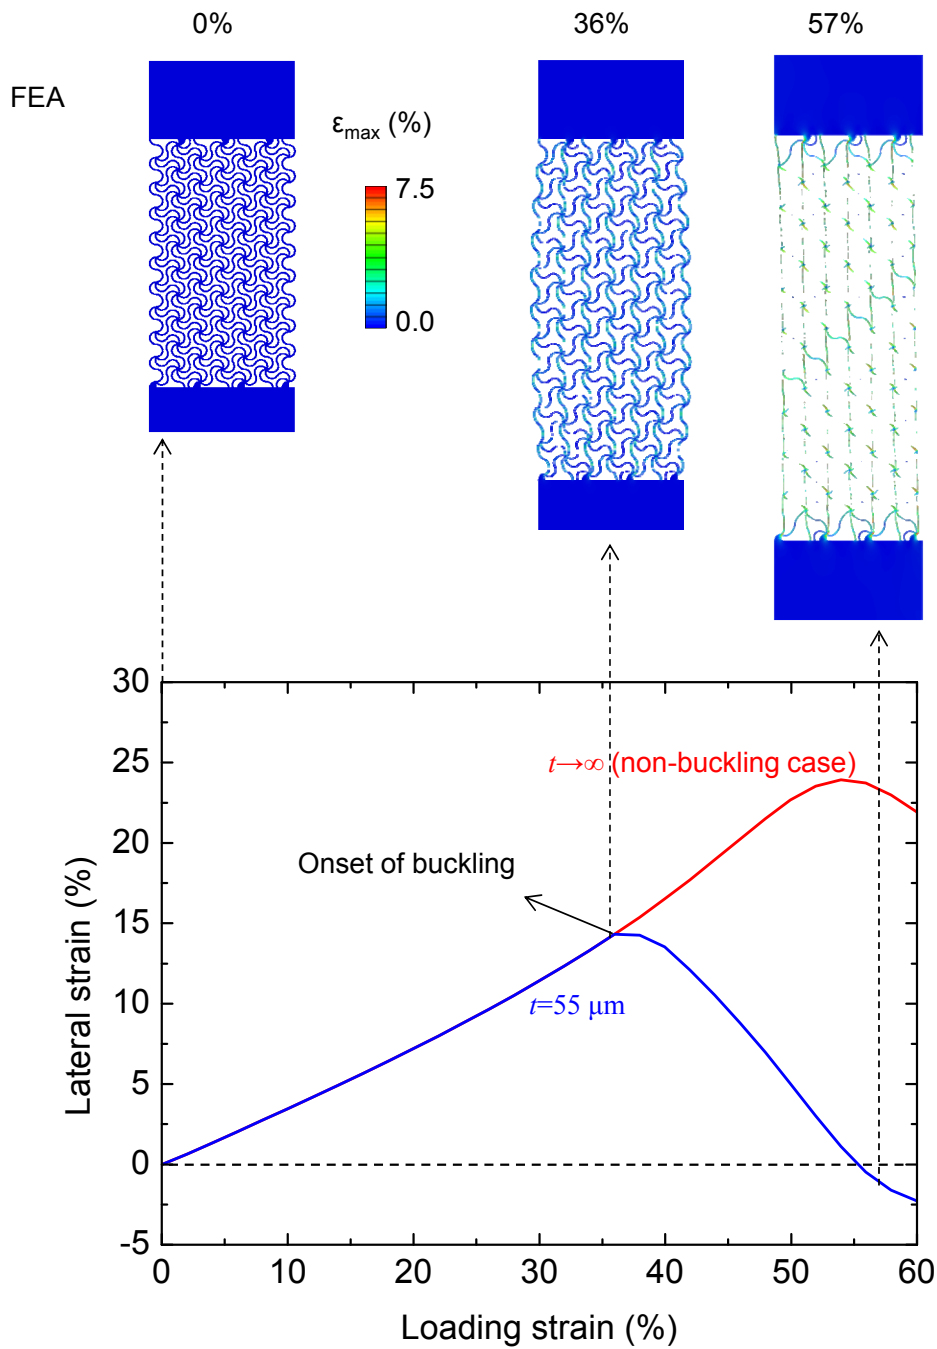 0%
36%
57%
FEA
εmax (%)
7.5
0.0
30
25
20
15
10
5
0
-5
Lateral strain (%)
t→∞ (non-buckling case)
Onset of buckling
t=55 μm
0
10
20
30
40
50
60
Loading strain (%)